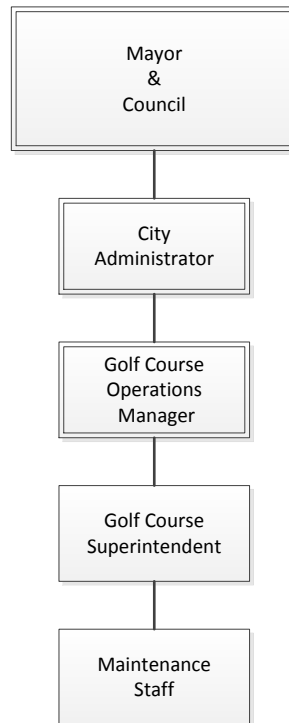 Mayor
&
Council
City
Administrator
Golf Course
Operations
Manager
Golf Course
Superintendent
Maintenance
Staff